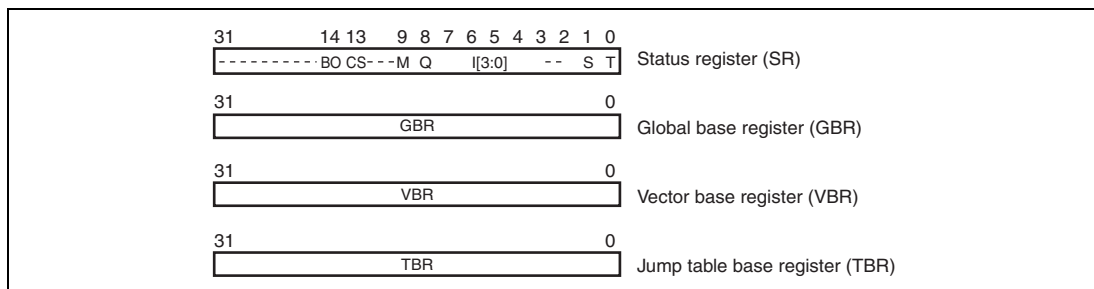 31 14 13 9 8 7 6 5 4 3 2 1 0
---------- BO CS---M Q I[3:0] -- S T Status register (SR)
31 0
GBR Global base register (GBR)
31 0
VBR Vector base register (VBR)
31 0
TBR Jump table base register (TBR)